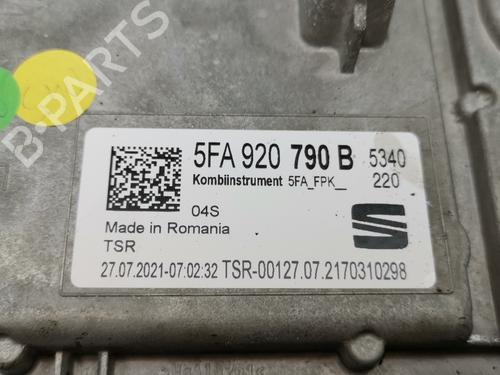 B-PARTS
5FA 920 790 B 5340
Kombiinstrument 5FA_FPK__ 220
04S
Made in Romania
TSR
27.07.2021-07:02:32 TSR-00127.07.2170310298